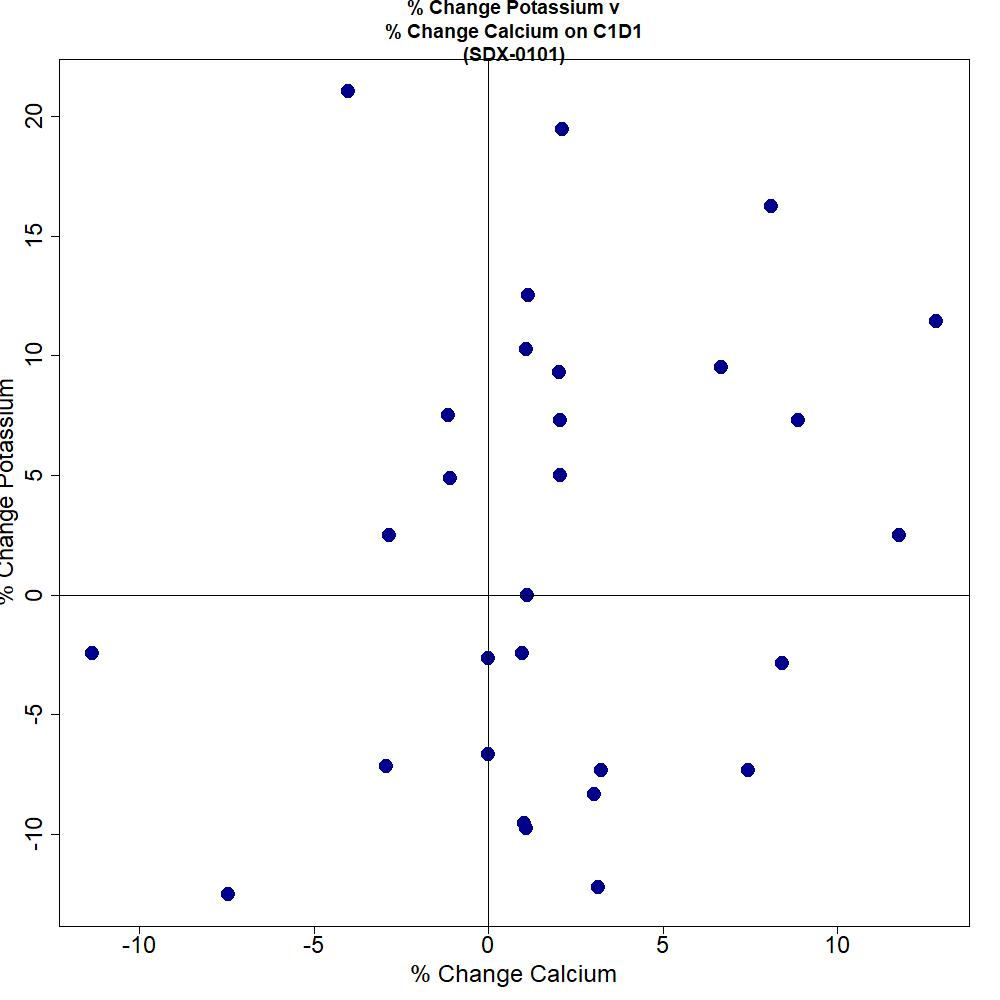 % Change Potassium v
% Change Calcium on C1D1
(SDX-0101)
% Change Potassium
20
15
10
5
0
-5
-10
-10
-5
0
5
10
% Change Calcium